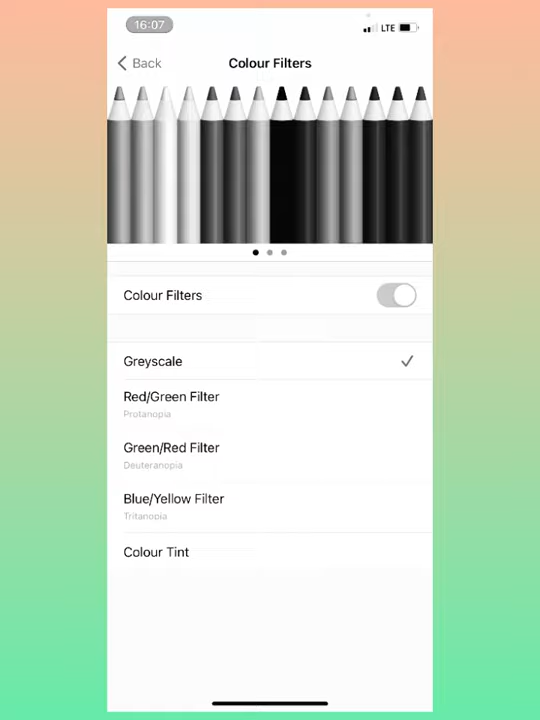 16:07
LTE
Back
Colour Filters
Colour Filters
Greyscale
Red/Green Filter
Protanopia
Green/Red Filter
Deuteranopia
Blue/Yellow Filter
Tritanopia
Colour Tint